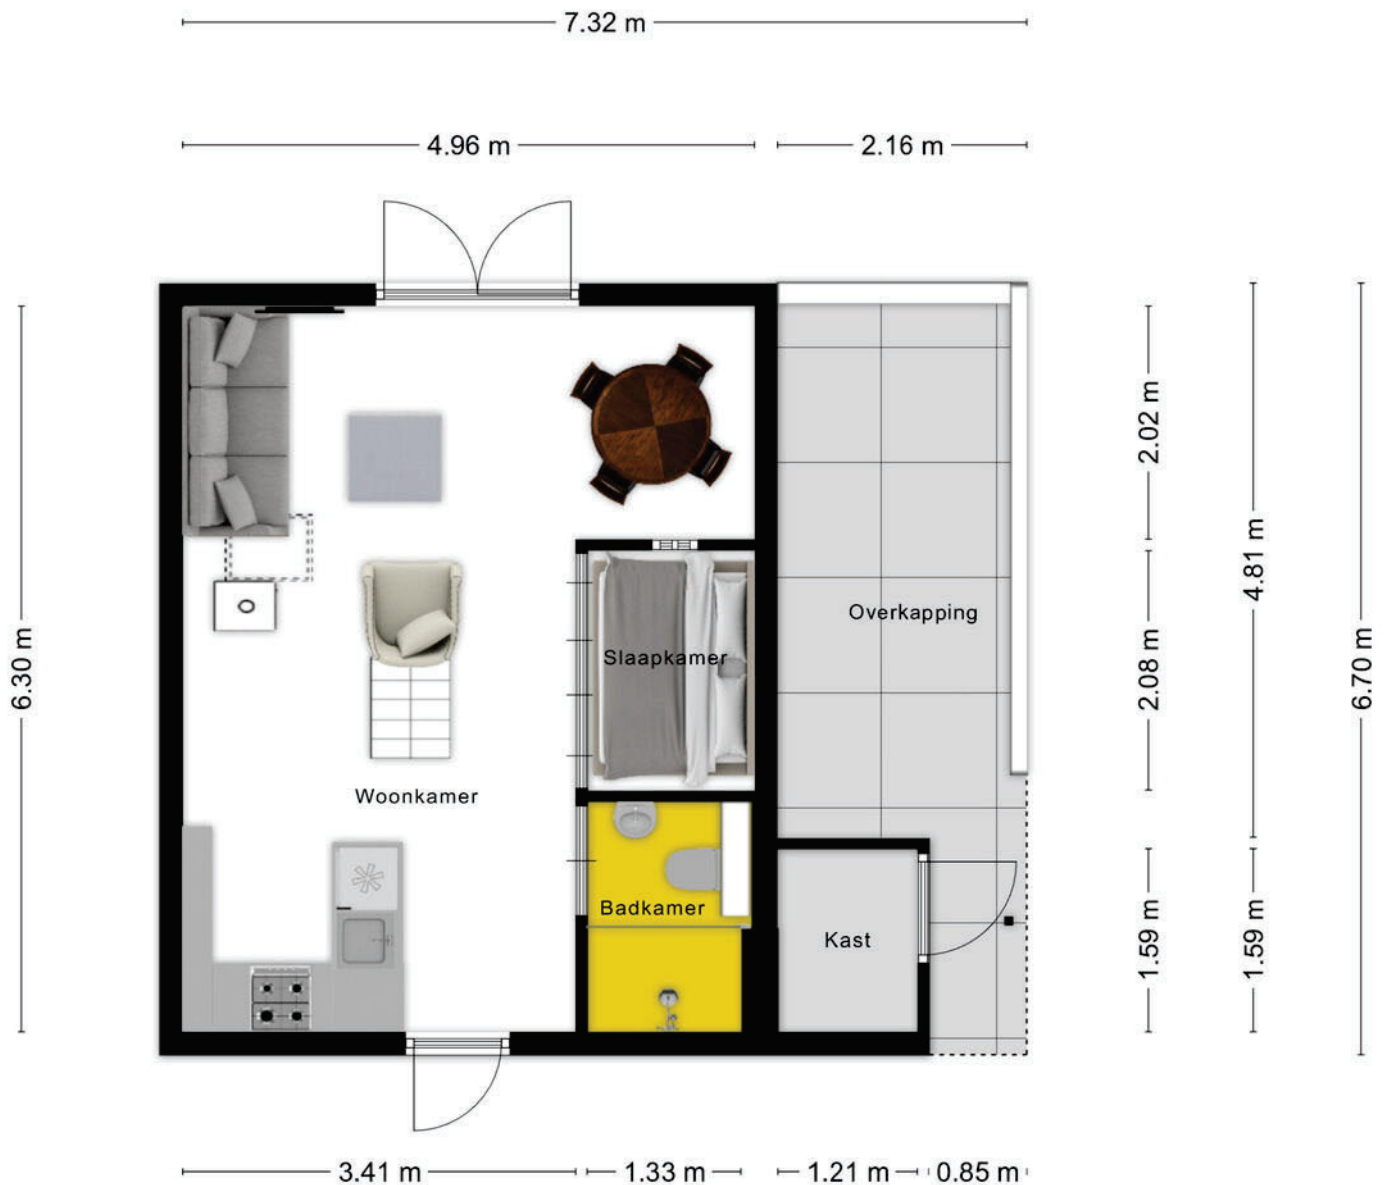 7.32 m
4.96 m
2.16 m
2.02 m
4.81 m
Overkapping
6.30 m
Slaapkamer
2.08 m
6.70 m
Woonkamer
Badkamer
Kast
1.59 m
1.59 m
3.41 m
1.33 m
1.21 m
0.85 m